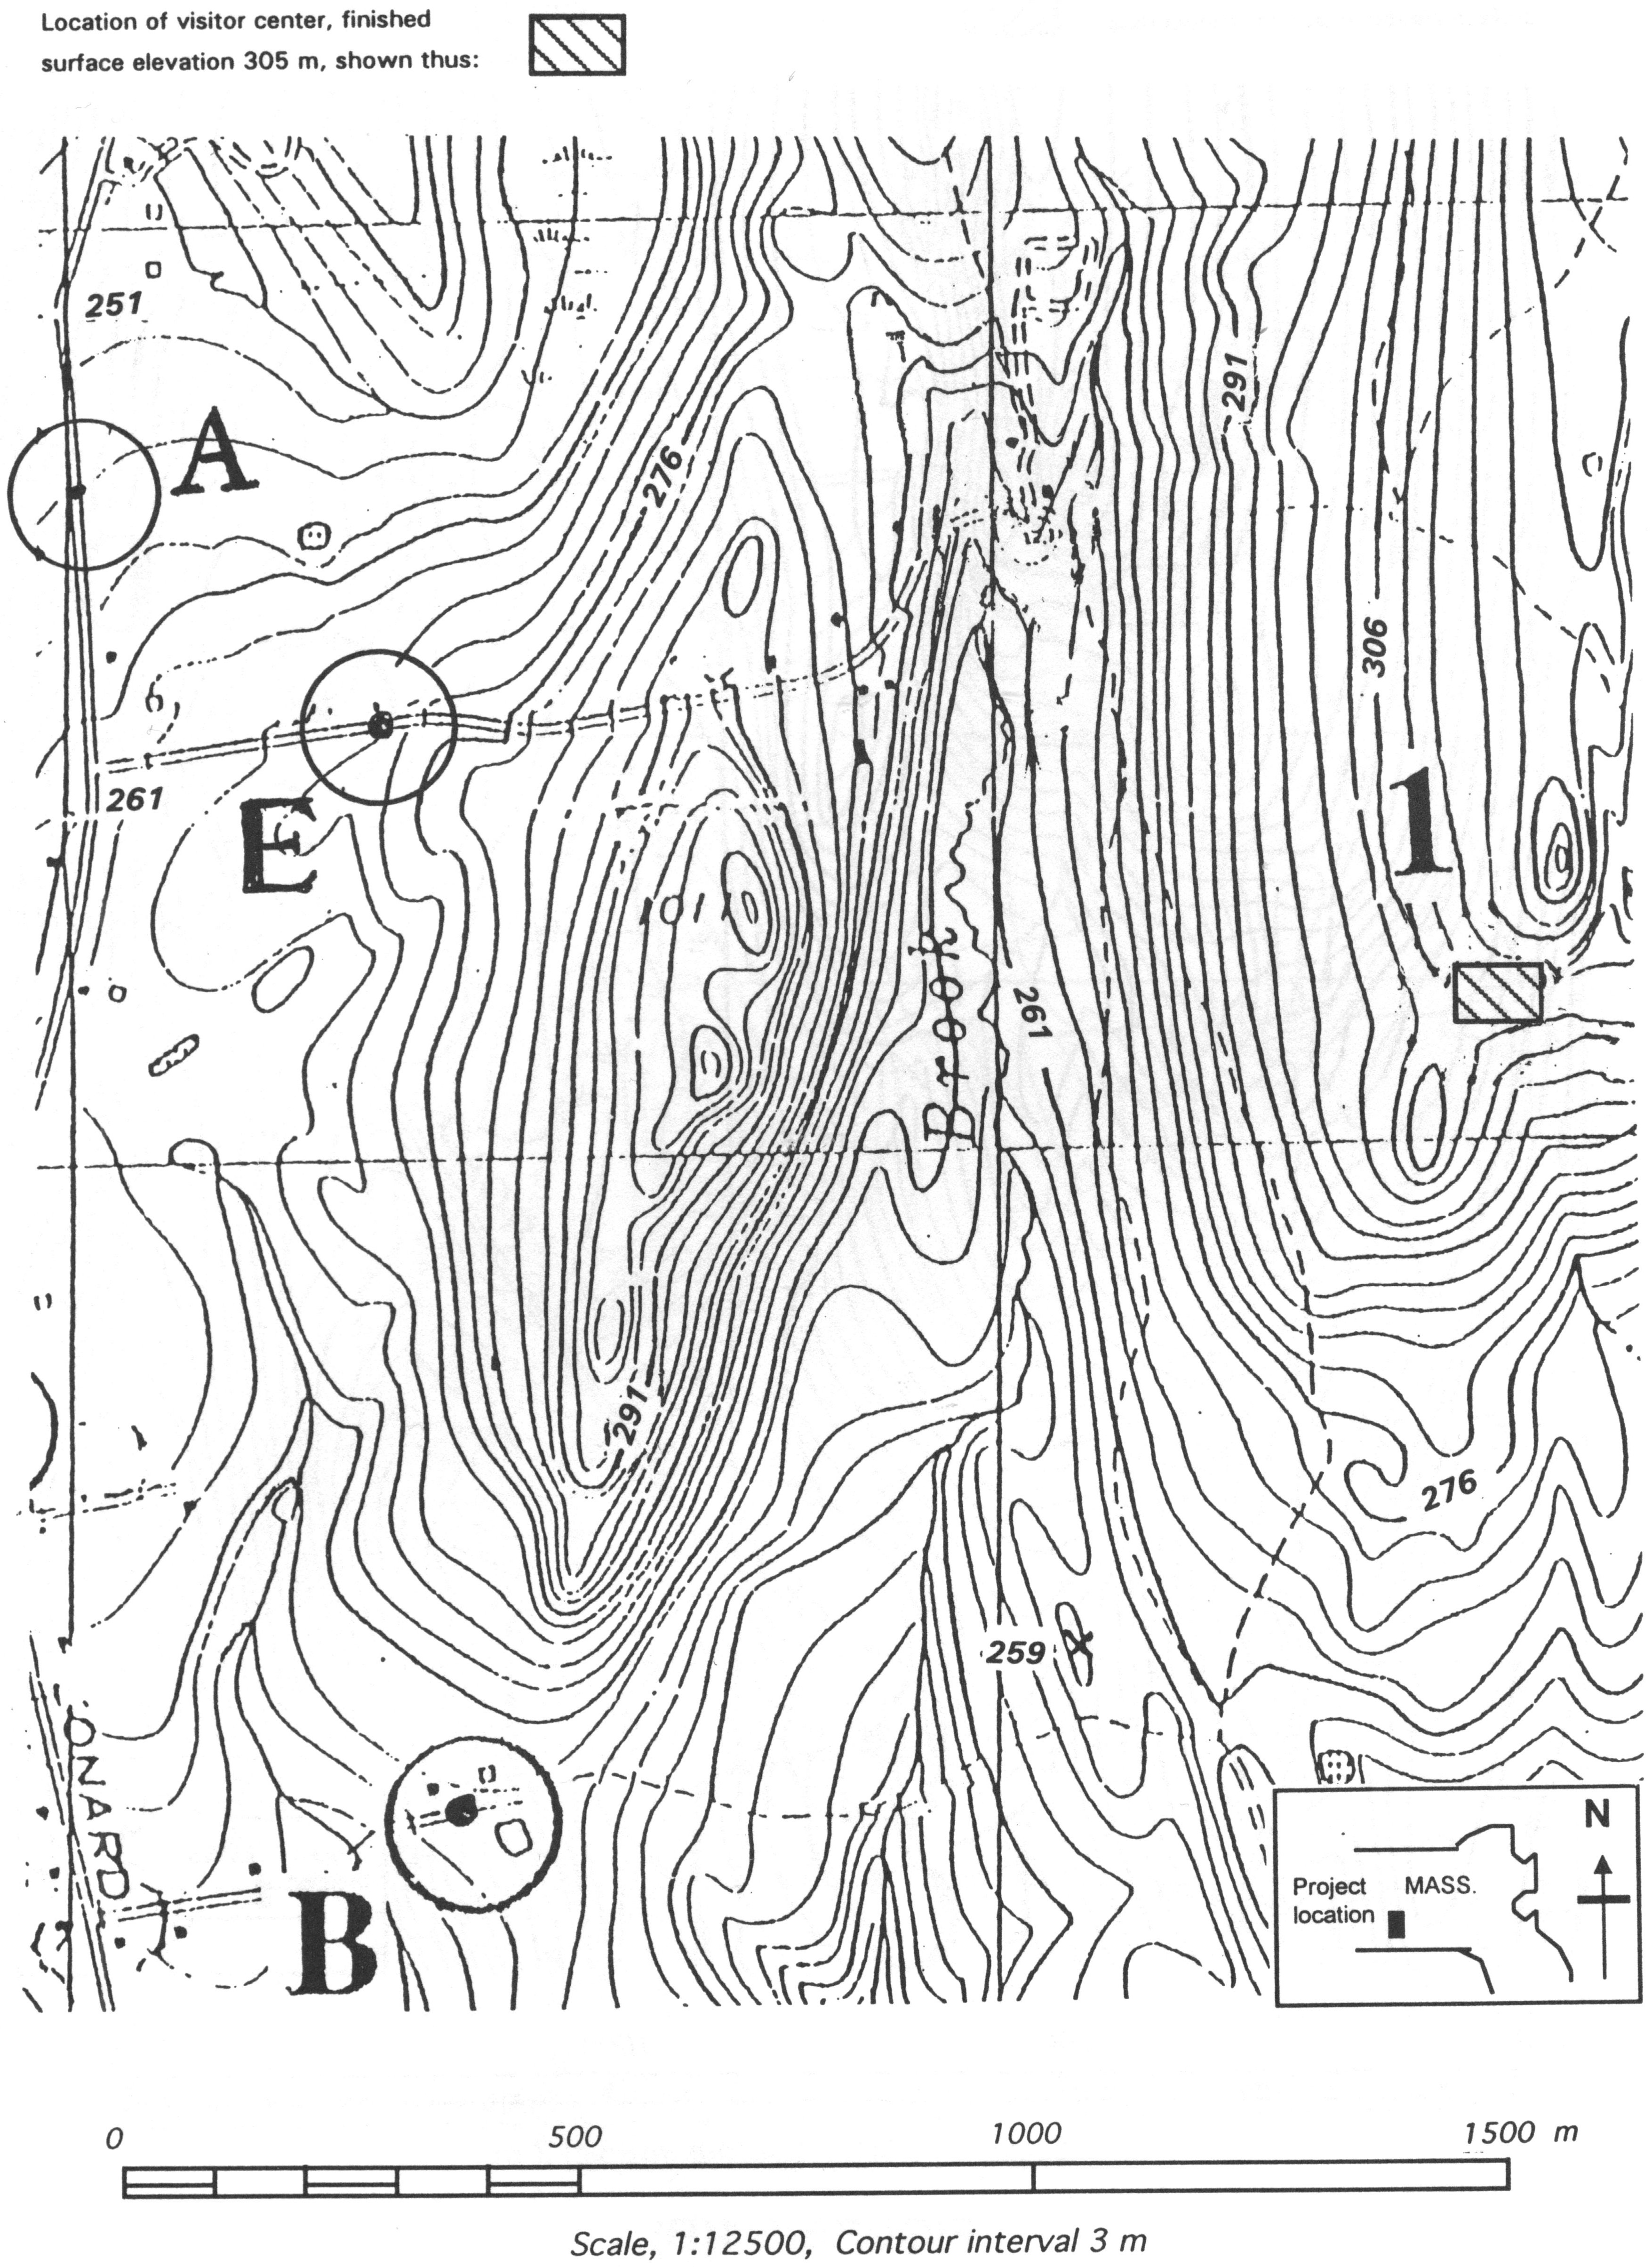 Location of visitor center, finished
surface elevation 305 m, shown thus:
251
A
276
291
306
E
261
1
Brook
261
291
276
259
ONARD
B
N
Project MASS.
location
0 500 1000 1500 m
Scale, 1:12500, Contour interval 3 m